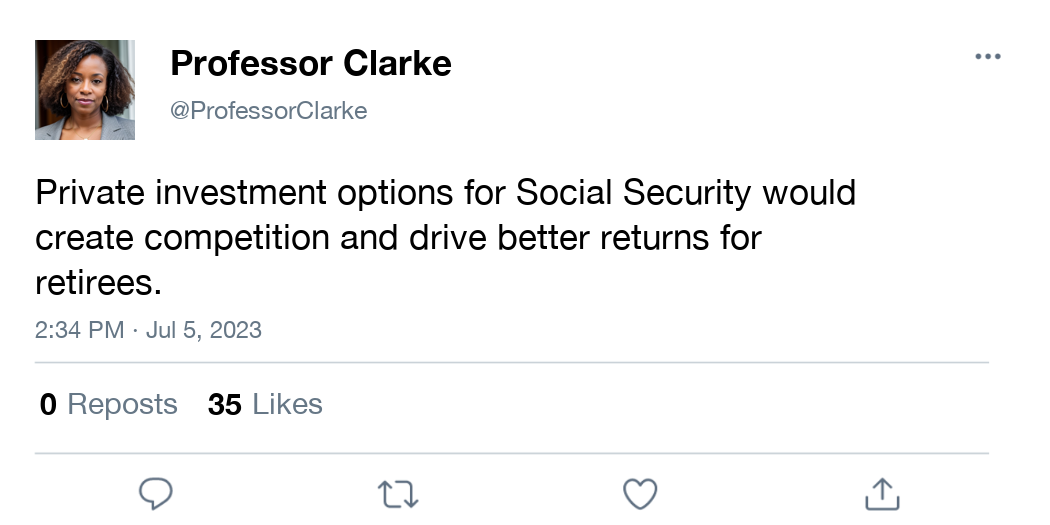 Professor Clarke
@ProfessorClarke
Private investment options for Social Security would
create competition and drive better returns for
retirees.
2:34 PM · Jul 5, 2023
0 Reposts 35 Likes